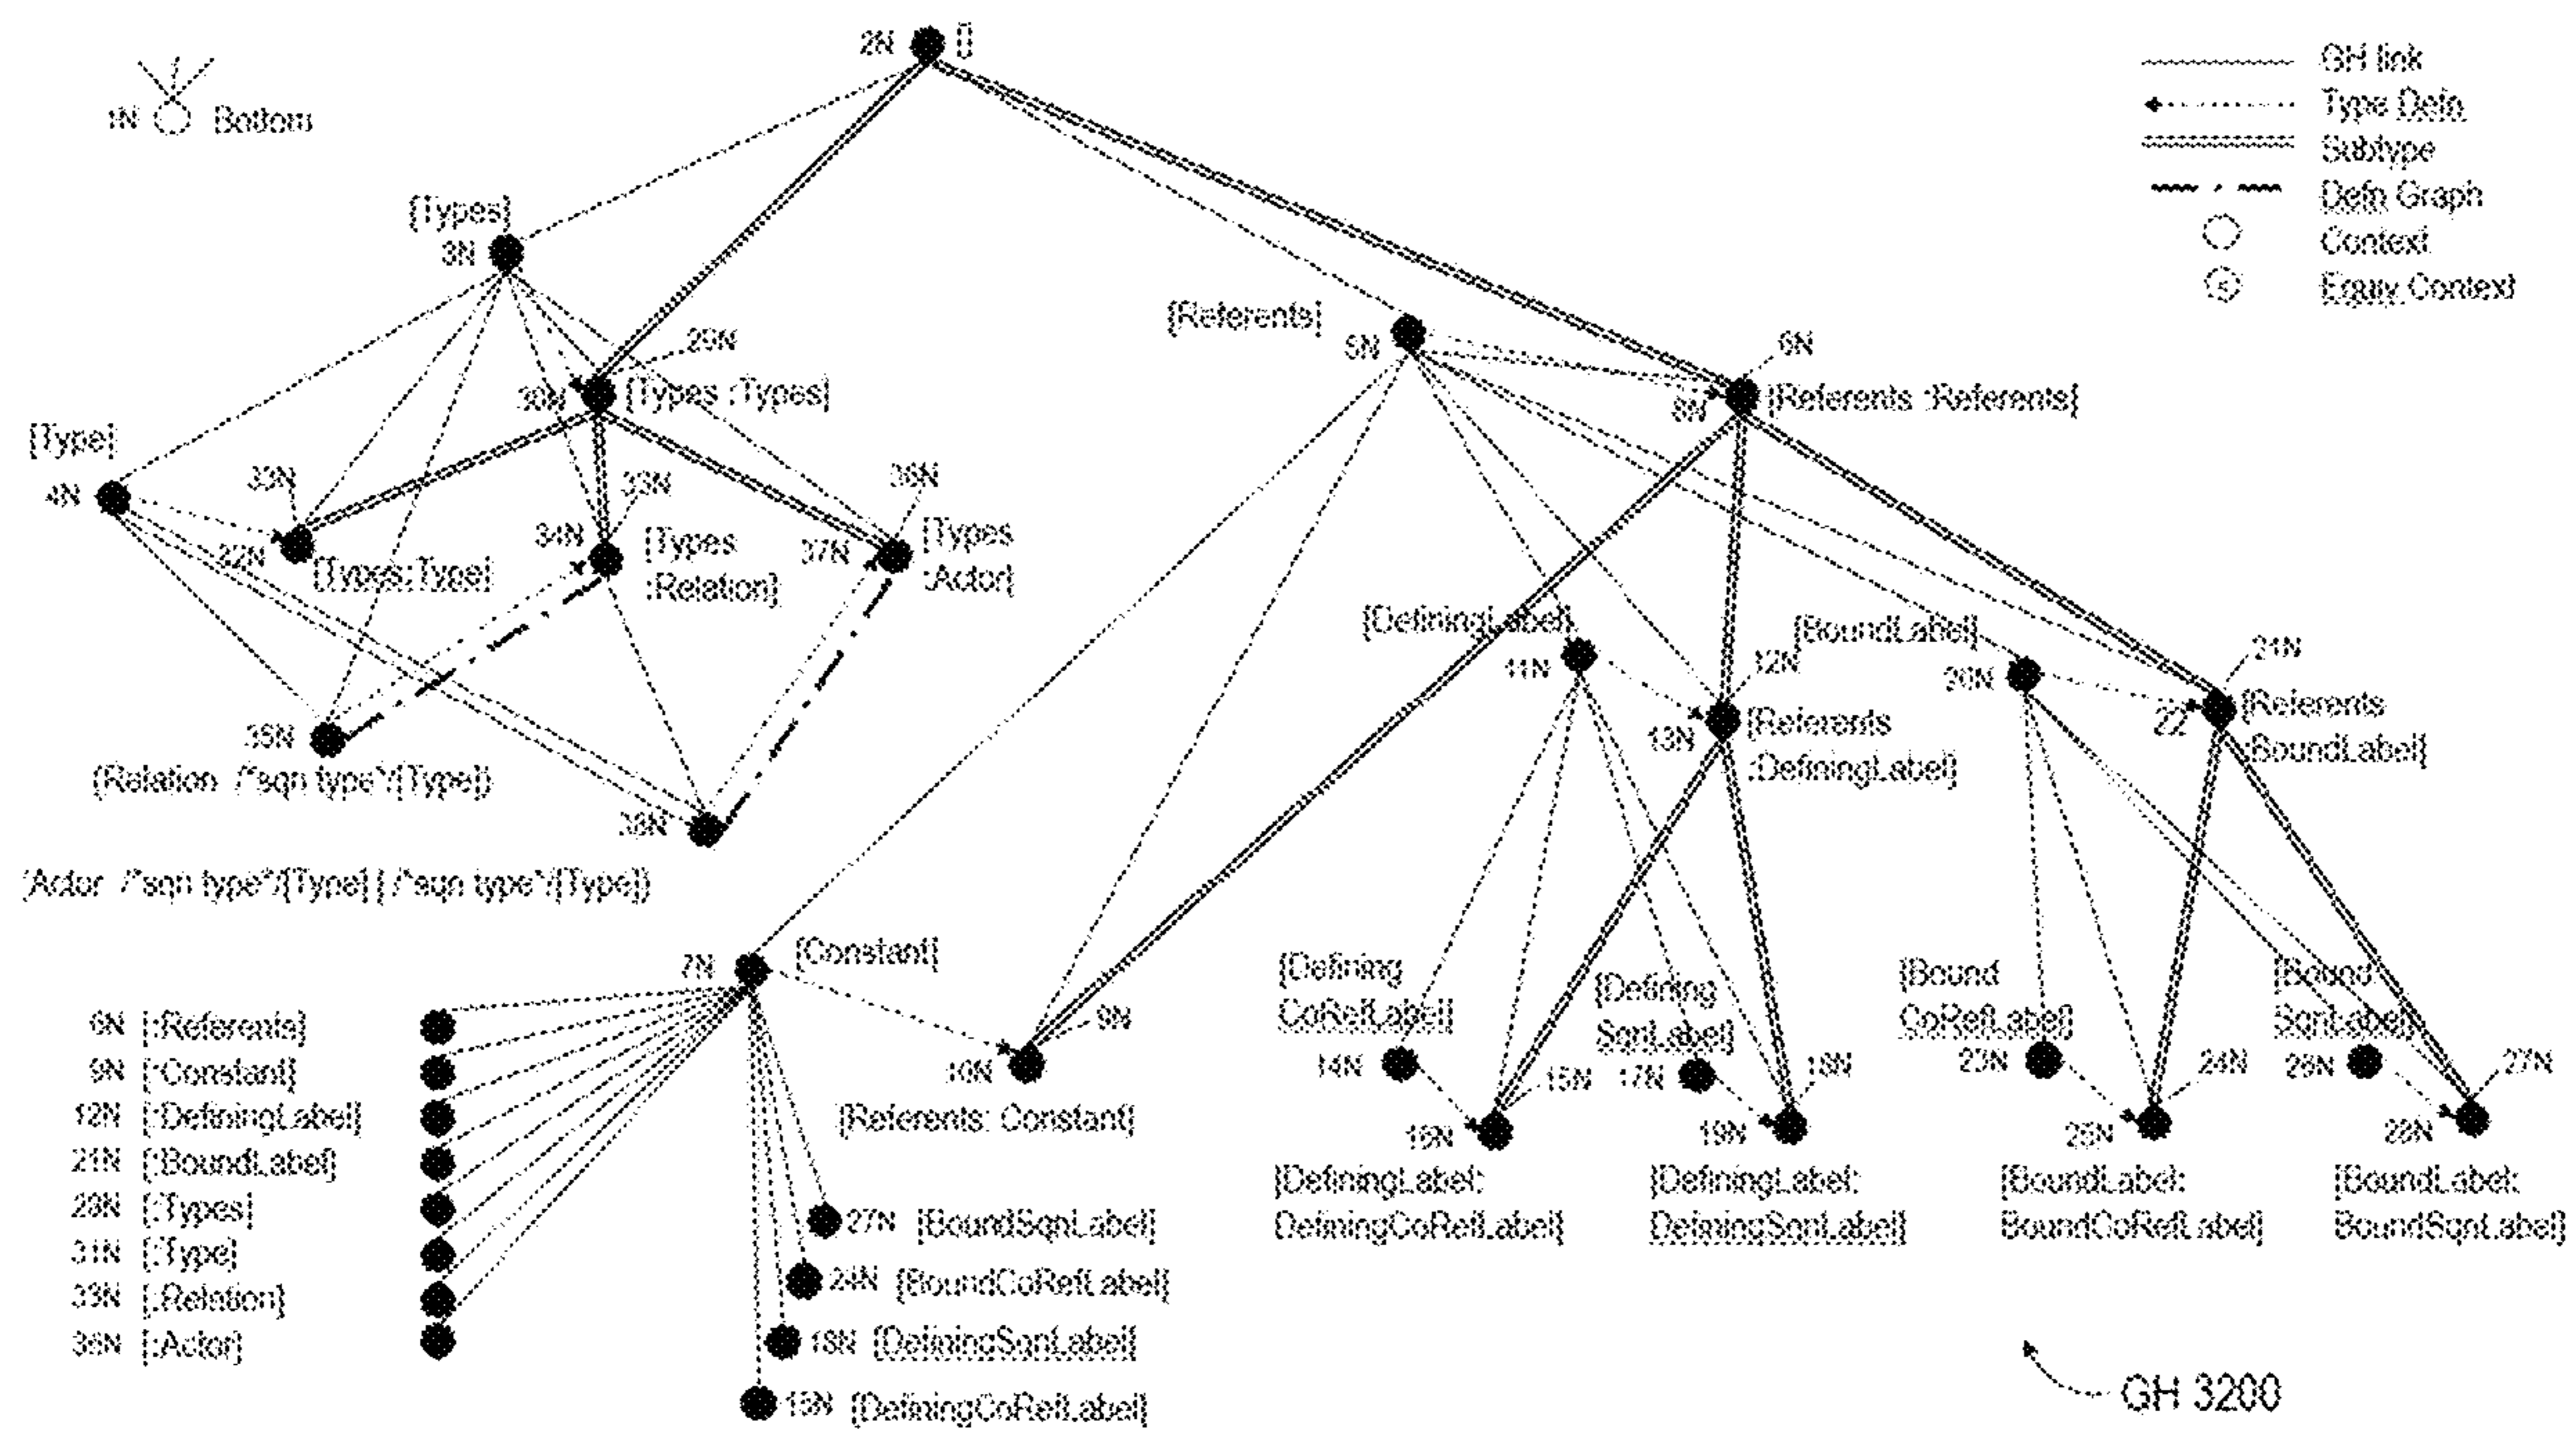 2N []
1N Bottom
GH link
Type Defn
Subtype
Defn Graph
Context
Equiv Context
[Types]
3N
[Referents]
5N
29N
30N [Types :Types]
6N
8N [Referents :Referents]
[Type]
4N
33N
32N
[Types:Type]
34N
33N
[Types
:Relation]
36N
37N
[Types
:Actor]
[DefiningLabel]
11N
12N
13N
[Referents
:DefiningLabel]
[BoundLabel]
20N
21N
22
[Referents
:BoundLabel]
35N
(Relation /"sqn type"/[Type])
38N
Actor /"sqn type"/[Type] | /"sqn type"/[Type])
7N [Constant]
9N
10N
[Referents: Constant]
[Defining
CoRefLabel]
14N
15N
16N
[DefiningLabel:
DefiningCoRefLabel]
[Defining
SqnLabel]
17N
18N
19N
[DefiningLabel:
DefiningSqnLabel]
[Bound
CoRefLabel]
23N
24N
25N
[BoundLabel:
BoundCoRefLabel]
[Bound
SqnLabel]
26N
27N
28N
[BoundLabel:
BoundSqnLabel]
6N [:Referents]
9N [:Constant]
12N [:DefiningLabel]
21N [:BoundLabel]
29N [:Types]
31N [:Type]
33N [:Relation]
36N [:Actor]
27N [BoundSqnLabel]
24N [BoundCoRefLabel]
18N [DefiningSqnLabel]
15N [DefiningCoRefLabel]
GH 3200